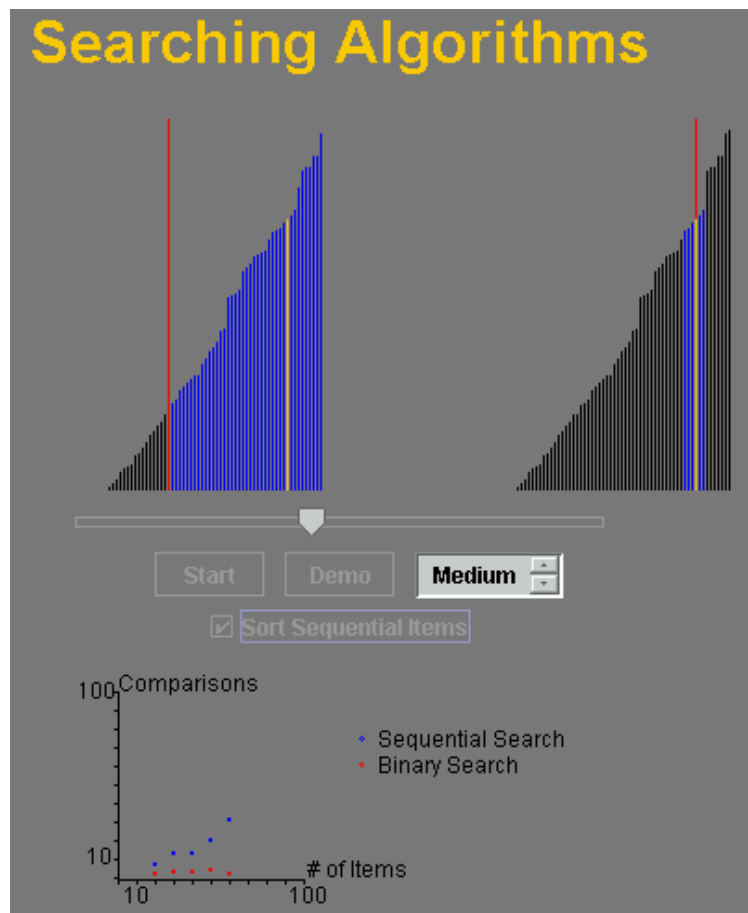 Searching Algorithms
Start Demo Medium
Sort Sequential Items
100 Comparisons
Sequential Search
Binary Search
10
# of Items
10 100